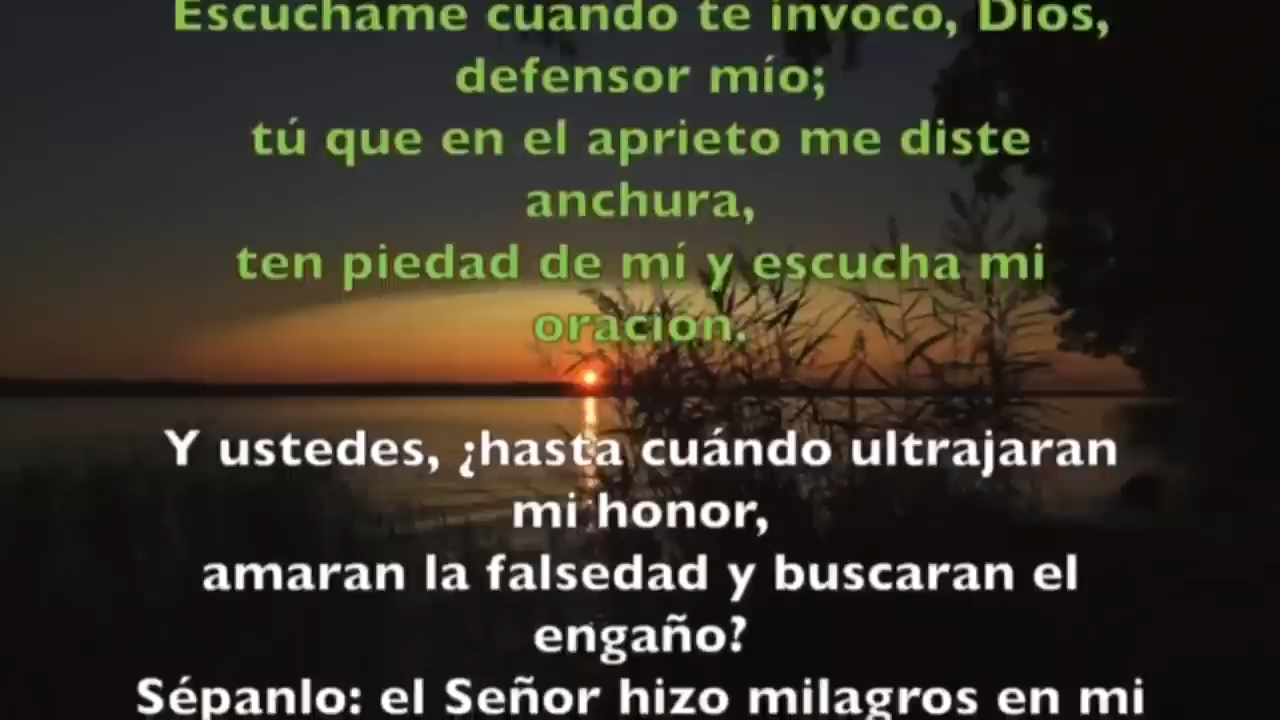 Escúchame cuando te invoco, Dios,
defensor mío;
tú que en el aprieto me diste
anchura,
ten piedad de mí y escucha mi
oración.
Y ustedes, ¿hasta cuándo ultrajaran
mi honor,
amaran la falsedad y buscaran el
engaño?
Sépanlo: el Señor hizo milagros en mi